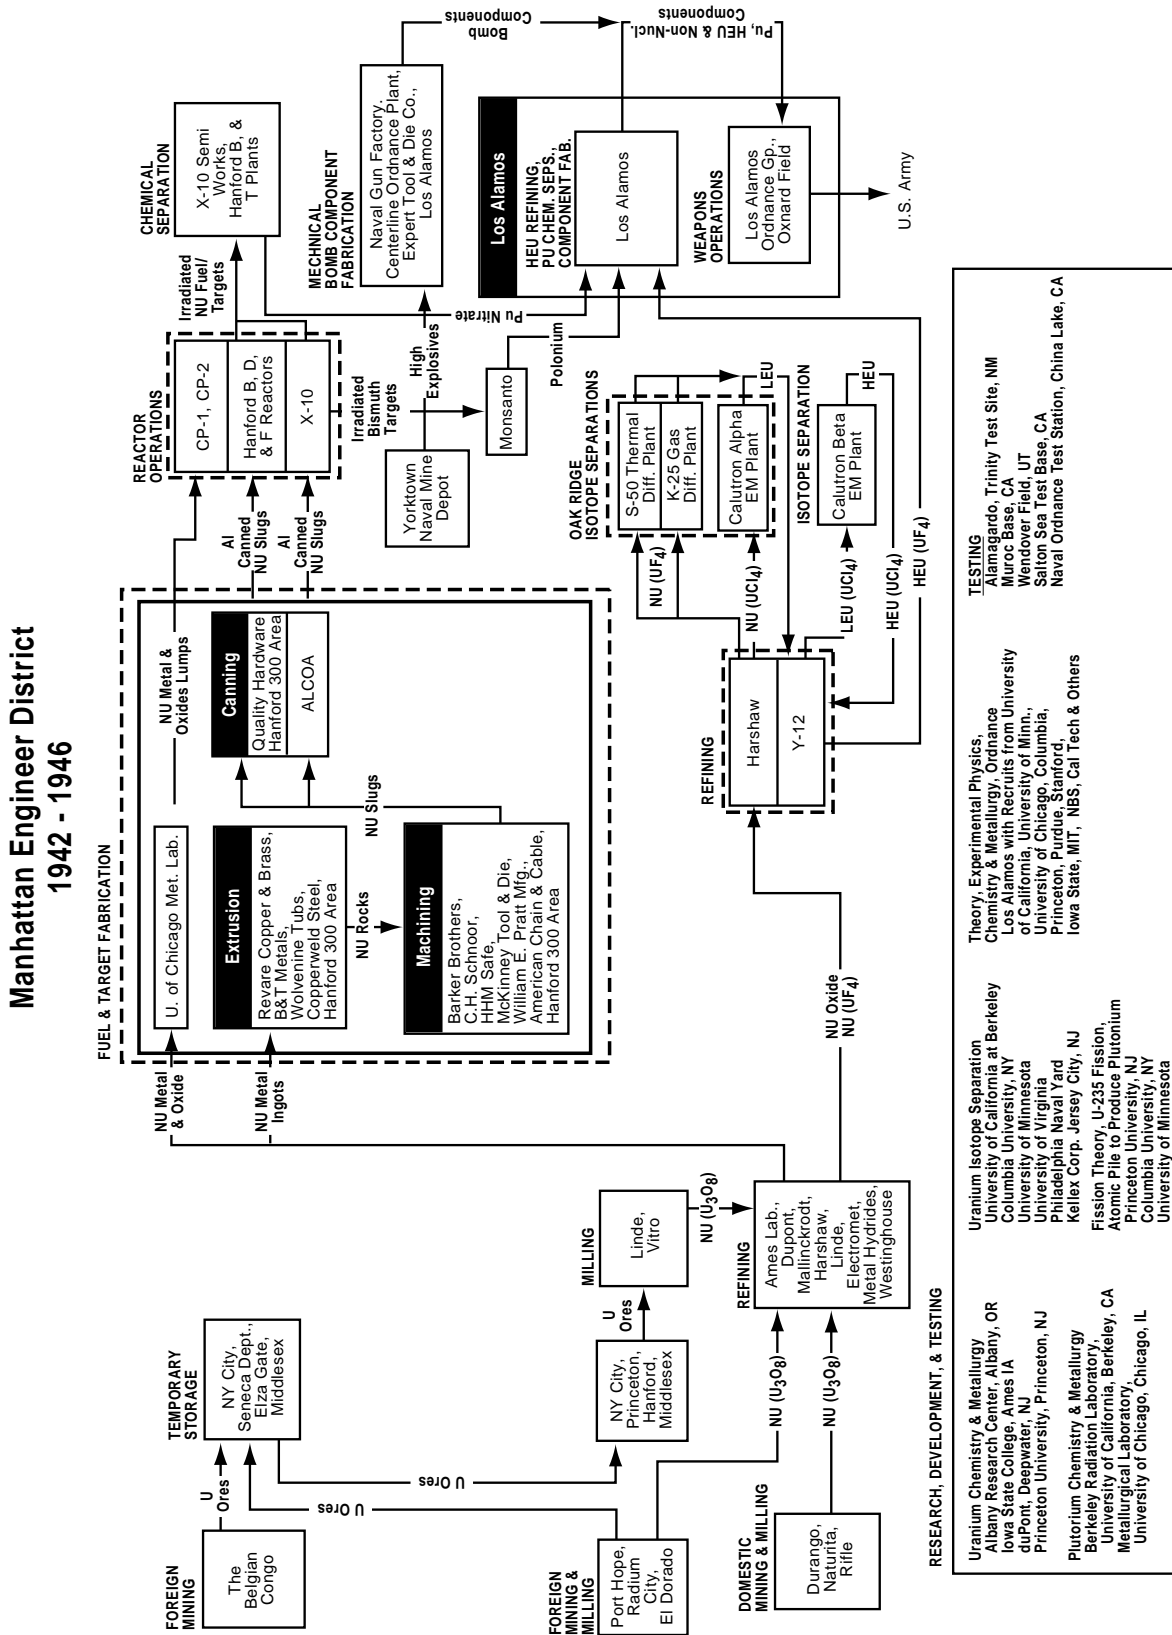 Manhattan Engineer District
1942 - 1946
FOREIGN
MINING
The
Belgian
Congo
U
Ores
TEMPORARY
STORAGE
NY City,
Seneca Dept.,
Elza Gate,
Middlesex
U Ores
U Ores
FOREIGN
MINING &
MILLING
Port Hope,
Radium
City,
El Dorado
NY City,
Princeton,
Hanford,
Middlesex
U
Ores
MILLING
Linde,
Vitro
NU (U3O8)
NU (U3O8)
DOMESTIC
MINING & MILLING
Durango,
Naturita,
Rifle
NU (U3O8)
REFINING
Ames Lab.,
Dupont,
Mallinckrodt,
Harshaw,
Linde,
Electromet,
Metal Hydrides,
Westinghouse
NU Metal
& Oxide
NU Metal
Ingots
NU Oxide
NU (UF4)
FUEL & TARGET FABRICATION
U. of Chicago Met. Lab.
Extrusion
Revare Copper & Brass,
B&T Metals,
Wolvenine Tubs,
Copperweld Steel,
Hanford 300 Area
NU Rocks
Machining
Barker Brothers,
C.H. Schnoor,
HHM Safe,
McKinney Tool & Die,
William E. Pratt Mfg.,
American Chain & Cable,
Hanford 300 Area
NU Slugs
Canning
Quality Hardware
Hanford 300 Area
ALCOA
NU Metal &
Oxides Lumps
Al
Canned
NU Slugs
Al
Canned
NU Slugs
REACTOR
OPERATIONS
CP-1, CP-2
Hanford B, D,
& F Reactors
X-10
Irradiated
NU Fuel/
Targets
Irradiated
Bismuth
Targets
CHEMICAL
SEPARATION
X-10 Semi
Works,
Hanford B, &
T Plants
Pu Nitrate
Yorktown
Naval Mine
Depot
High
Explosives
Monsanto
Polonium
MECHNICAL
BOMB COMPONENT
FABRICATION
Naval Gun Factory.
Centerline Ordnance Plant,
Expert Tool & Die Co.,
Los Alamos
Bomb
Components
Pu, HEU & Non-Nucl.
Components
Los Alamos
HEU REFINING,
PU CHEM. SEPS.,
COMPONENT FAB.
Los Alamos
WEAPONS
OPERATIONS
Los Alamos
Ordnance Gp.,
Oxnard Field
U.S. Army
REFINING
Harshaw
Y-12
NU (UF4)
NU (UCl4)
OAK RIDGE
ISOTOPE SEPARATIONS
S-50 Thermal
Diff. Plant
K-25 Gas
Diff. Plant
Calutron Alpha
EM Plant
LEU
LEU (UCl4)
ISOTOPE SEPARATION
Calutron Beta
EM Plant
HEU
HEU (UCl4)
HEU (UF4)
RESEARCH, DEVELOPMENT, & TESTING
Uranium Chemistry & Metallurgy
Albany Research Center, Albany, OR
Iowa State College, Ames IA
duPont, Deepwater, NJ
Princeton University, Princeton, NJ
Plutorium Chemistry & Metallurgy
Berkeley Radiation Laboratory,
University of California, Berkeley, CA
Metallurgical Laboratory,
University of Chicago, Chicago, IL
Uranium Isotope Separation
University of California at Berkeley
Columbia University, NY
University of Minnesota
University of Virginia
Philadelphia Naval Yard
Kellex Corp. Jersey City, NJ
Fission Theory, U-235 Fission,
Atomic Pile to Produce Plutonium
Princeton University, NJ
Columbia University, NY
University of Minnesota
Theory, Experimental Physics,
Chemistry & Metallurgy, Ordnance
Los Alamos with Recruits from University
of California, University of Minn.,
University of Chicago, Columbia,
Princeton, Purdue, Stanford,
Iowa State, MIT, NBS, Cal Tech & Others
TESTING
Alamagardo, Trinity Test Site, NM
Muroc Base, CA
Wendover Field, UT
Salton Sea Test Base, CA
Naval Ordnance Test Station, China Lake, CA